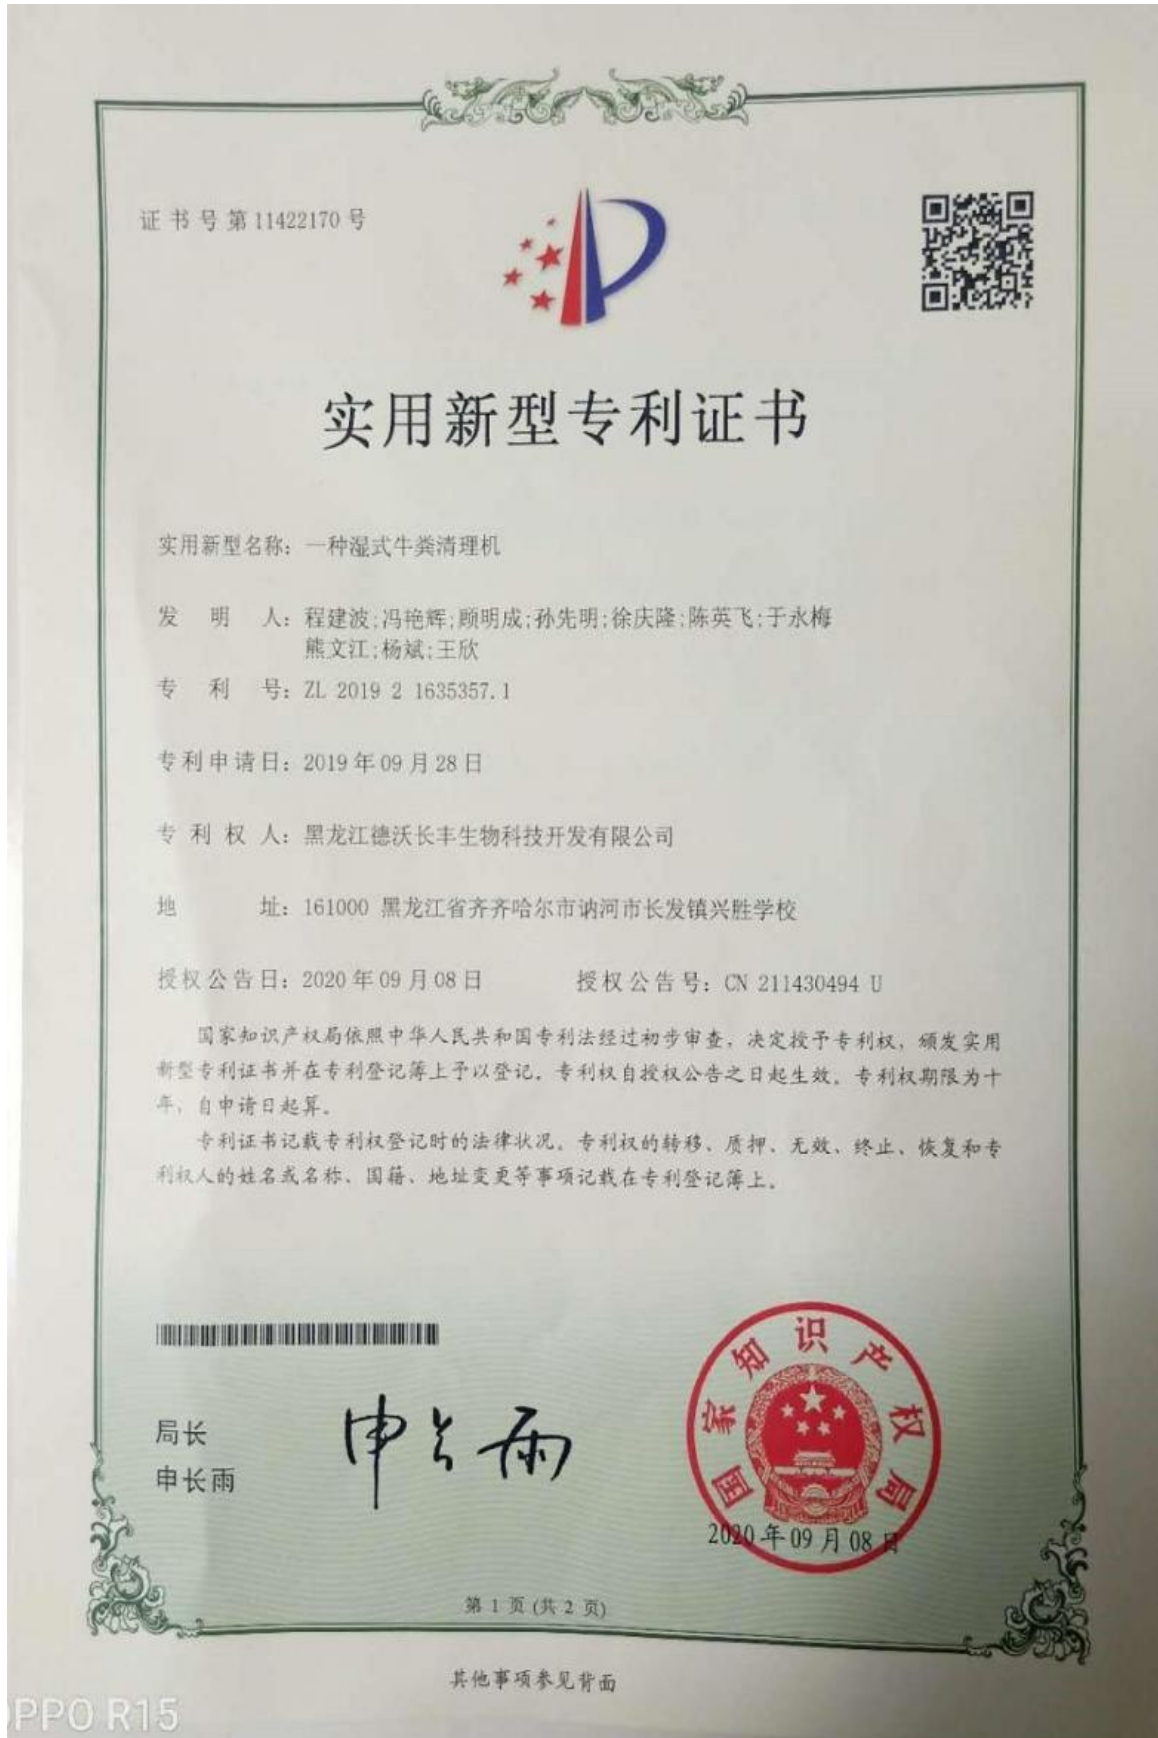 证书号第11422170号
实用新型专利证书
实用新型名称：一种湿式牛粪清理机
发明人：程建波;冯艳辉;顾明成;孙先明;徐庆隆;陈英飞;于永梅
熊文江;杨斌;王欣
专利号：ZL 2019 2 1635357.1
专利申请日：2019年09月28日
专利权人：黑龙江德沃长丰生物科技开发有限公司
地址：161000 黑龙江省齐齐哈尔市讷河市长发镇兴胜学校
授权公告日：2020年09月08日 授权公告号：CN 211430494 U
国家知识产权局依照中华人民共和国专利法经过初步审查，决定授予专利权，颁发实用
新型专利证书并在专利登记簿上予以登记。专利权自授权公告之日起生效。专利权期限为十
年，自申请日起算。
专利证书记载专利权登记时的法律状况。专利权的转移、质押、无效、终止、恢复和专
利权人的姓名或名称、国籍、地址变更等事项记载在专利登记簿上。
局长
申长雨
申长雨
国家知识产权局
2020年09月08日
第 1 页 (共 2 页)
其他事项参见背面
OPPO R15